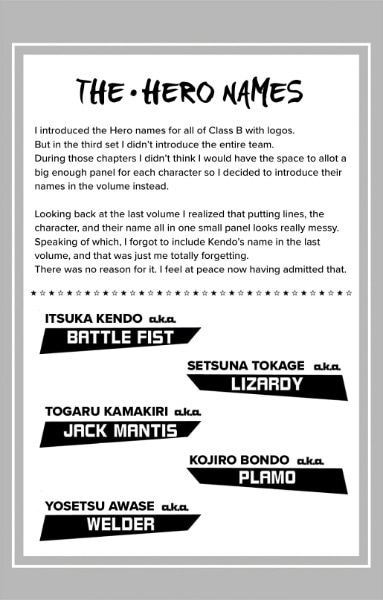 THE • HERO NAMES
I introduced the Hero names for all of Class B with logos.
But in the third set I didn't introduce the entire team.
During those chapters I didn't think I would have the space to allot a
big enough panel for each character so I decided to introduce their
names in the volume instead.
Looking back at the last volume I realized that putting lines, the
character, and their name all in one small panel looks really messy.
Speaking of which, I forgot to include Kendo's name in the last
volume, and that was just me totally forgetting.
There was no reason for it. I feel at peace now having admitted that.
ITSUKA KENDO a.k.a.
BATTLE FIST
SETSUNA TOKAGE a.k.a.
LIZARDY
TOGARU KAMAKIRI a.k.a.
JACK MANTIS
KOJIRO BONDO a.k.a.
PLAMO
YOSETSU AWASE a.k.a.
WELDER